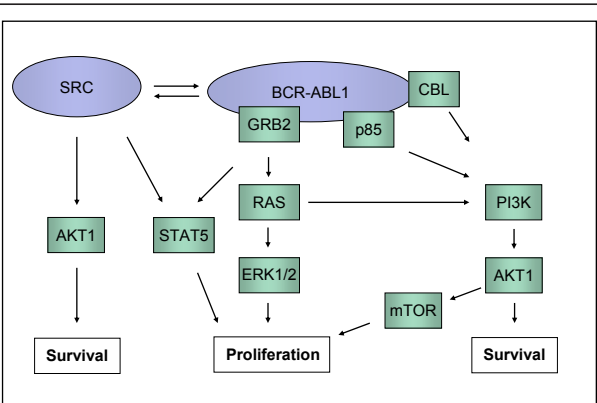 SRC
BCR-ABL1
CBL
GRB2
p85
AKT1
STAT5
RAS
PI3K
ERK1/2
AKT1
mTOR
Survival
Proliferation
Survival